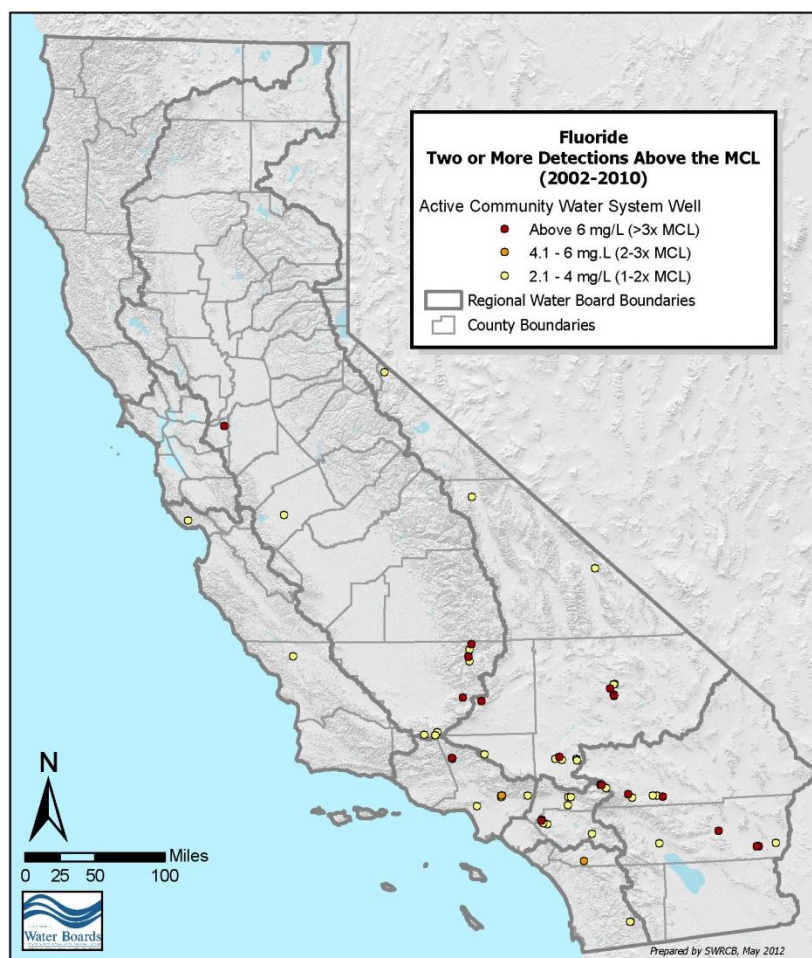 Fluoride
Two or More Detections Above the MCL
(2002-2010)
Active Community Water System Well
Above 6 mg/L (>3x MCL)
4.1 - 6 mg.L (2-3x MCL)
2.1 - 4 mg/L (1-2x MCL)
Regional Water Board Boundaries
County Boundaries
N
Miles
0 25 50 100
Water Boards
Prepared by SWRCB, May 2012